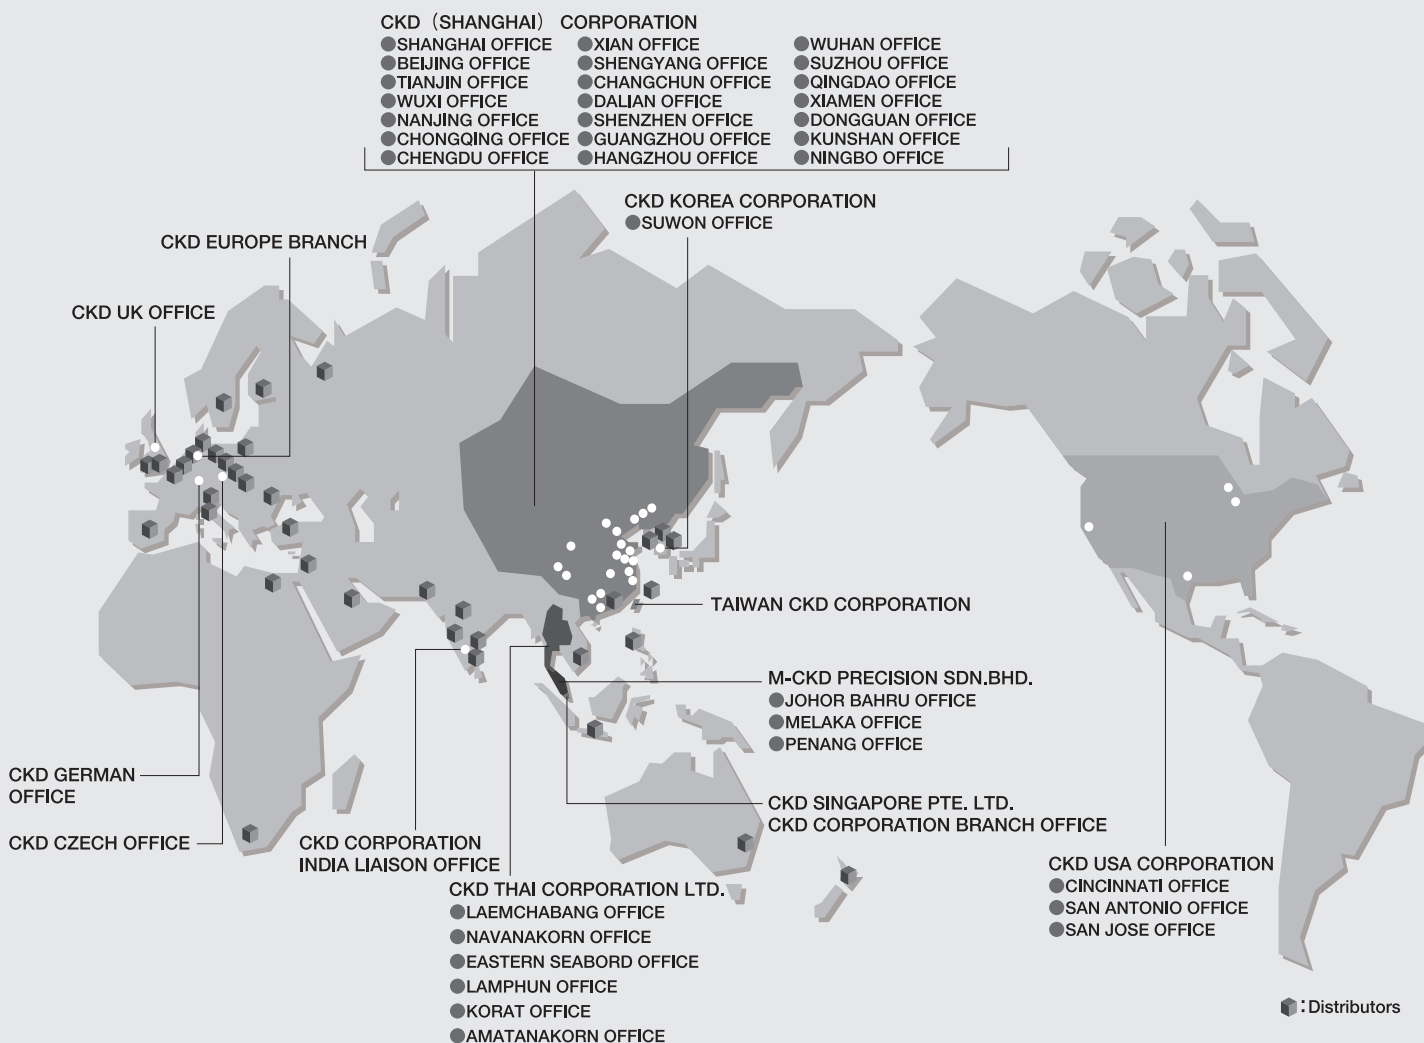 CKD（SHANGHAI） CORPORATION
●SHANGHAI OFFICE
●BEIJING OFFICE
●TIANJIN OFFICE
●WUXI OFFICE
●NANJING OFFICE
●CHONGQING OFFICE
●CHENGDU OFFICE
●XIAN OFFICE
●SHENGYANG OFFICE
●CHANGCHUN OFFICE
●DALIAN OFFICE
●SHENZHEN OFFICE
●GUANGZHOU OFFICE
●HANGZHOU OFFICE
●WUHAN OFFICE
●SUZHOU OFFICE
●QINGDAO OFFICE
●XIAMEN OFFICE
●DONGGUAN OFFICE
●KUNSHAN OFFICE
●NINGBO OFFICE
CKD KOREA CORPORATION
●SUWON OFFICE
CKD EUROPE BRANCH
CKD UK OFFICE
TAIWAN CKD CORPORATION
M-CKD PRECISION SDN.BHD.
●JOHOR BAHRU OFFICE
●MELAKA OFFICE
●PENANG OFFICE
CKD GERMAN
OFFICE
CKD CZECH OFFICE
CKD CORPORATION
INDIA LIAISON OFFICE
CKD SINGAPORE PTE. LTD.
CKD CORPORATION BRANCH OFFICE
CKD THAI CORPORATION LTD.
●LAEMCHABANG OFFICE
●NAVANAKORN OFFICE
●EASTERN SEABORD OFFICE
●LAMPHUN OFFICE
●KORAT OFFICE
●AMATANAKORN OFFICE
CKD USA CORPORATION
●CINCINNATI OFFICE
●SAN ANTONIO OFFICE
●SAN JOSE OFFICE
: Distributors